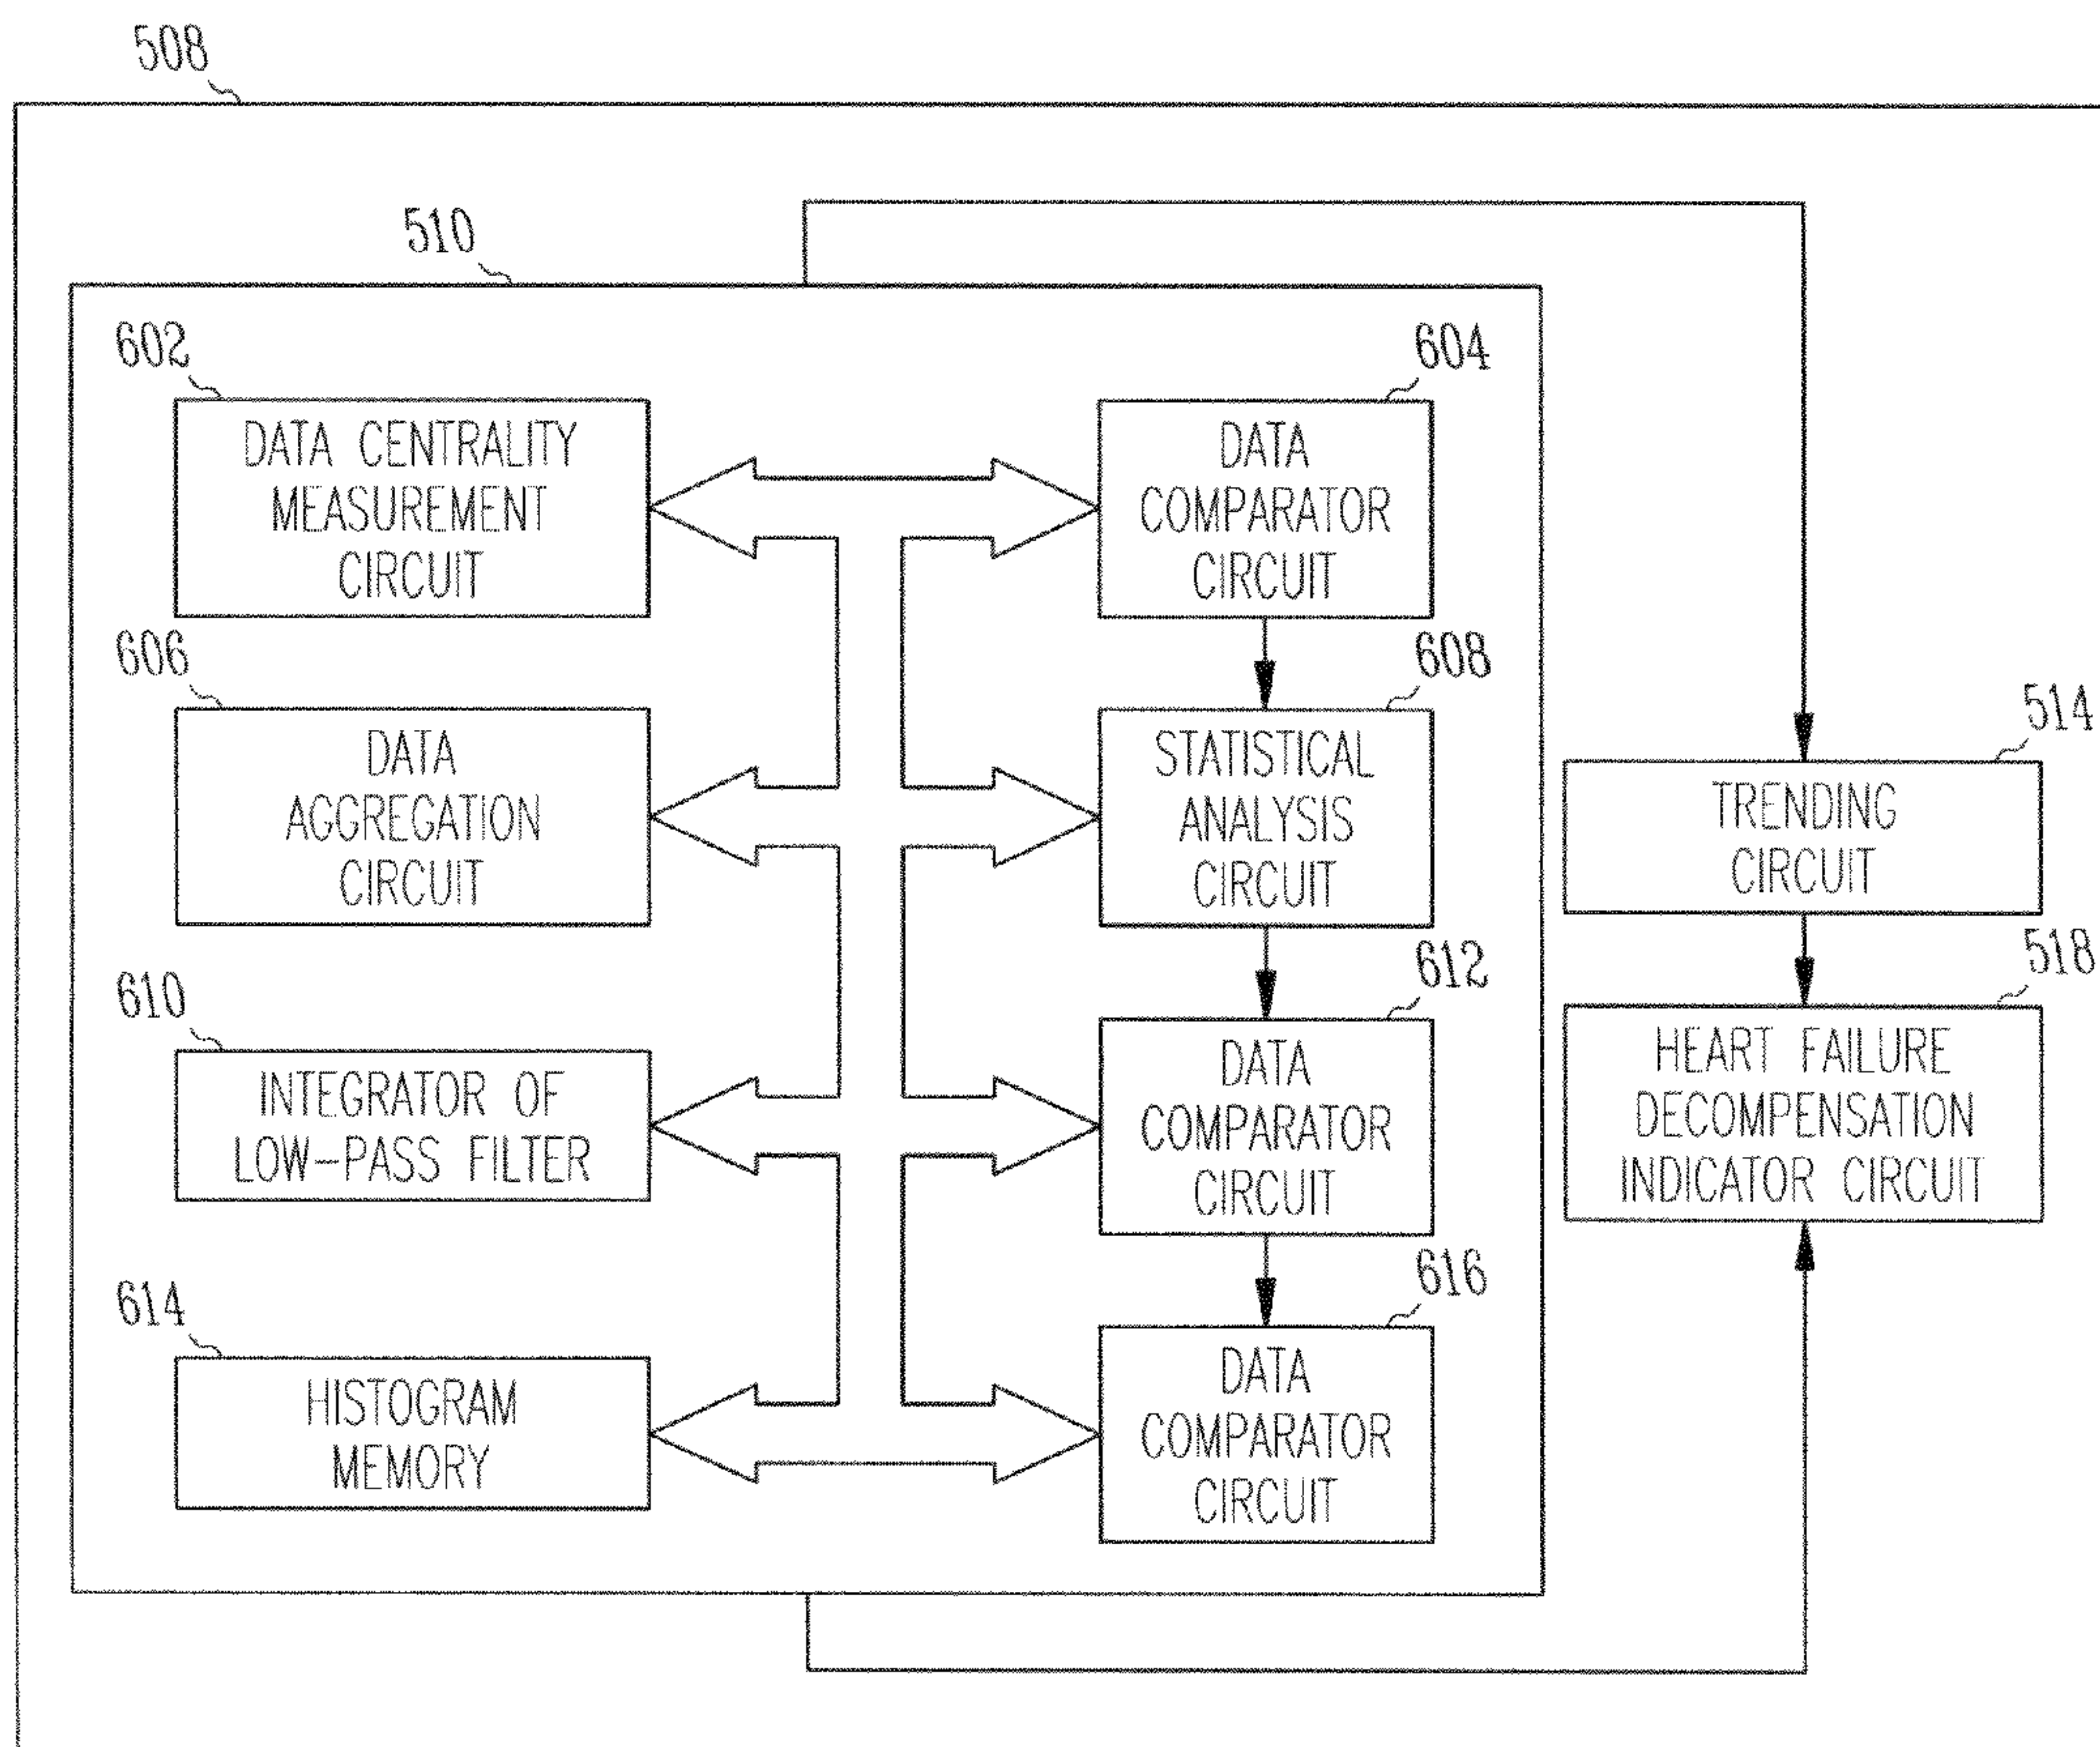 508
510
602
DATA CENTRALITY
MEASUREMENT
CIRCUIT
604
DATA
COMPARATOR
CIRCUIT
606
DATA
AGGREGATION
CIRCUIT
608
STATISTICAL
ANALYSIS
CIRCUIT
514
TRENDING
CIRCUIT
610
INTEGRATOR OF
LOW-PASS FILTER
612
DATA
COMPARATOR
CIRCUIT
518
HEART FAILURE
DECOMPENSATION
INDICATOR CIRCUIT
614
HISTOGRAM
MEMORY
616
DATA
COMPARATOR
CIRCUIT